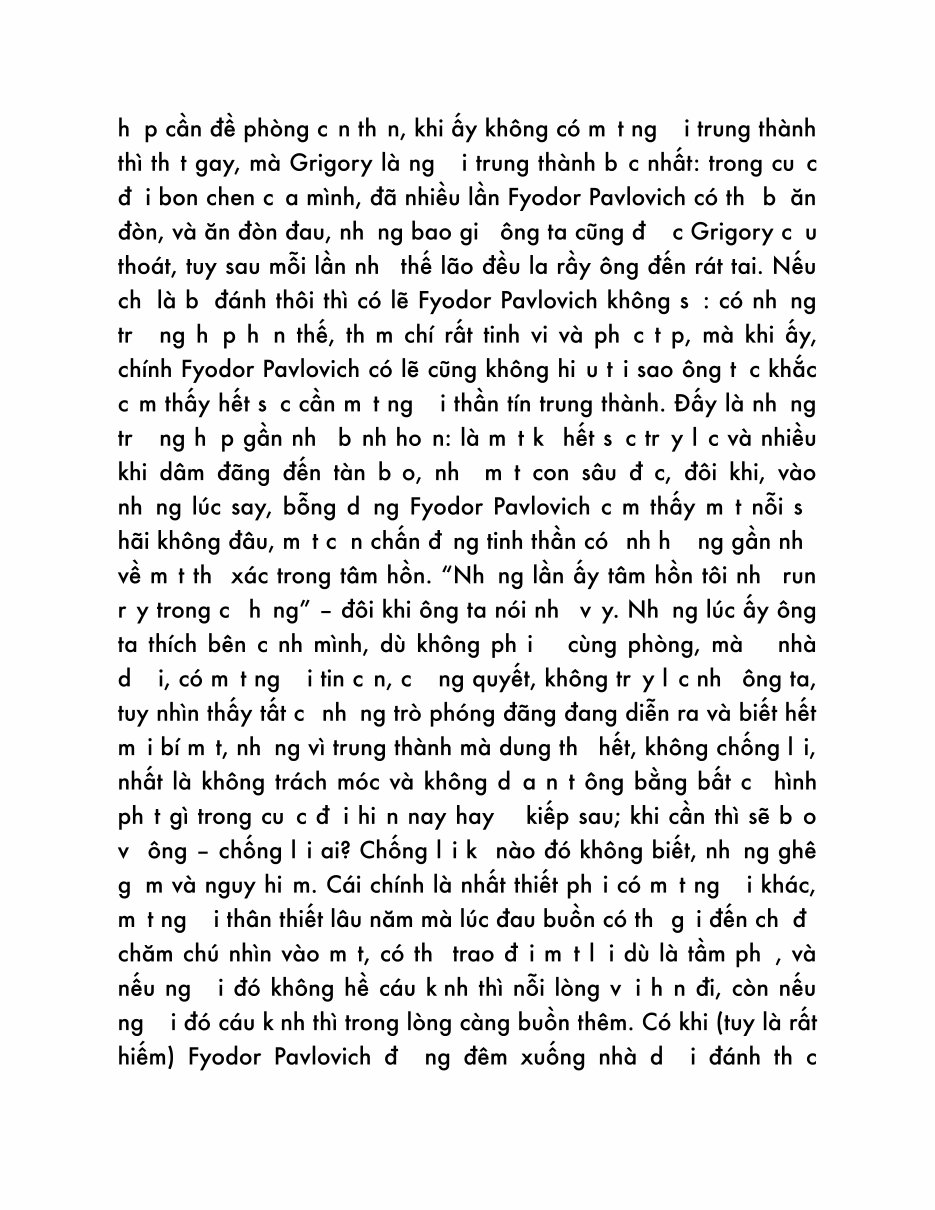 h p cần đề phòng c n th n, khi ấy không có m t ng i trung thành
thì th t gay, mà Grigory là ng i trung thành b c nhất: trong cu c
đ i bon chen c a mình, đã nhiều lần Fyodor Pavlovich có th b ăn
đòn, và ăn đòn đau, nh ng bao gi ông ta cũng đ c Grigory c u
thoát, tuy sau mỗi lần nh thế lão đều la rầy ông đến rát tai. Nếu
ch là b đánh thôi thì có lẽ Fyodor Pavlovich không s : có nh ng
tr ng h p h n thế, th m chí rất tinh vi và ph c t p, mà khi ấy,
chính Fyodor Pavlovich có lẽ cũng không hi u t i sao ông t c khắc
c m thấy hết s c cần m t ng i thần tín trung thành. Đấy là nh ng
tr ng h p gần nh b nh ho n: là m t k hết s c tr y l c và nhiều
khi dâm đãng đến tàn b o, nh m t con sâu đ c, đôi khi, vào
nh ng lúc say, bỗng d ng Fyodor Pavlovich c m thấy m t nỗi s
hãi không đâu, m t c n chấn đ ng tinh thần có nh h ng gần nh
về m t th xác trong tâm hồn. “Nh ng lần ấy tâm hồn tôi nh run
r y trong c h ng” – đôi khi ông ta nói nh v y. Nh ng lúc ấy ông
ta thích bên c nh mình, dù không ph i cùng phòng, mà nhà
d i, có m t ng i tin c n, c ng quyết, không tr y l c nh ông ta,
tuy nhìn thấy tất c nh ng trò phóng đãng đang diễn ra và biết hết
m i bí m t, nh ng vì trung thành mà dung th hết, không chống l i,
nhất là không trách móc và không d a n t ông bằng bất c hình
ph t gì trong cu c đ i hi n nay hay kiếp sau; khi cần thì sẽ b o
v ông – chống l i ai? Chống l i k nào đó không biết, nh ng ghê
g m và nguy hi m. Cái chính là nhất thiết ph i có m t ng i khác,
m t ng i thân thiết lâu năm mà lúc đau buồn có th g i đến ch đ
chăm chú nhìn vào m t, có th trao đ i m t l i dù là tầm ph , và
nếu ng i đó không hề cáu k nh thì nỗi lòng v i h n đi, còn nếu
ng i đó cáu k nh thì trong lòng càng buồn thêm. Có khi (tuy là rất
hiếm) Fyodor Pavlovich đ ng đêm xuống nhà d i đánh th c